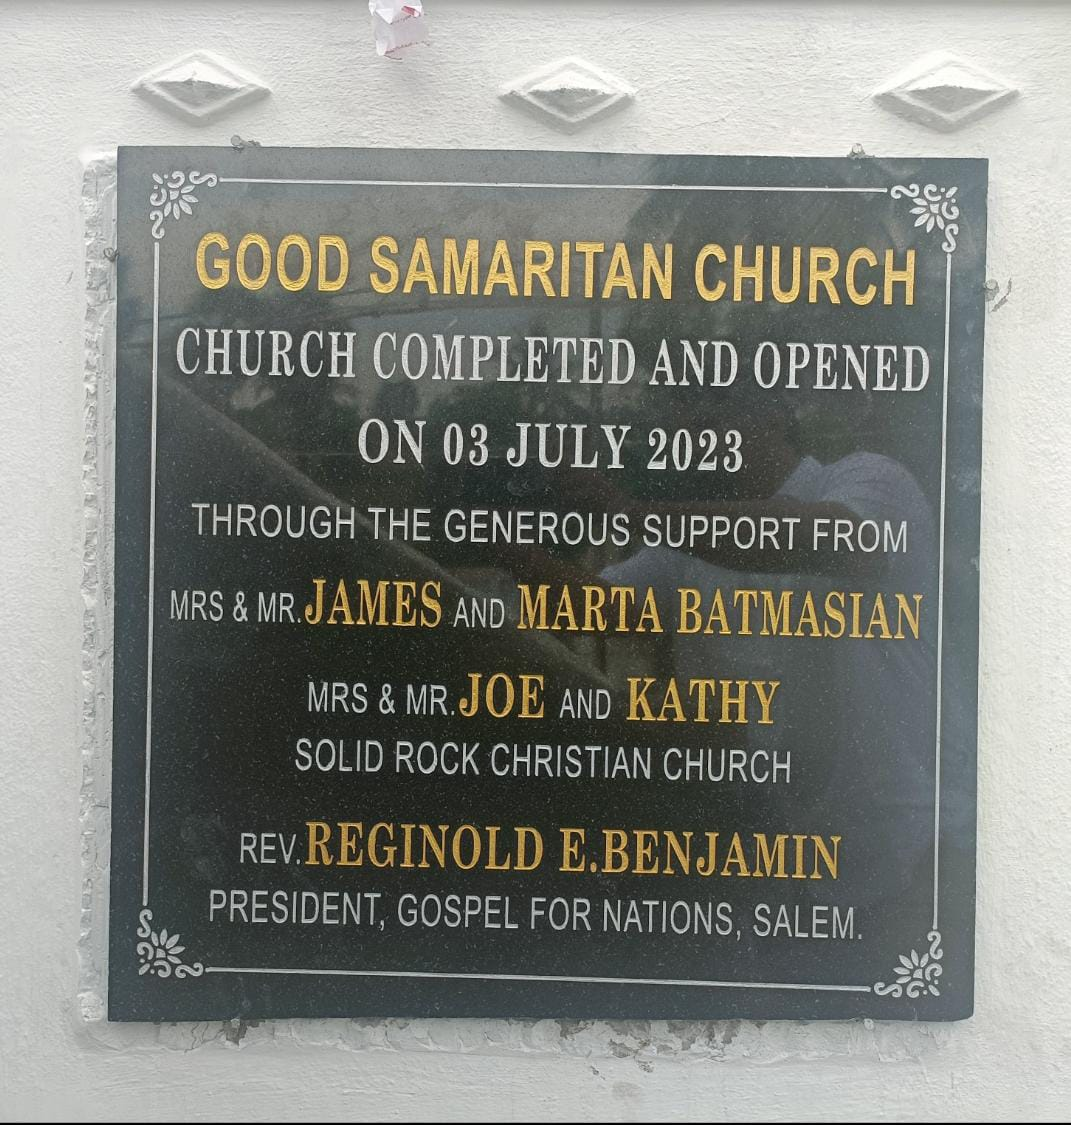 GOOD SAMARITAN CHURCH
CHURCH COMPLETED AND OPENED
ON 03 JULY 2023
THROUGH THE GENEROUS SUPPORT FROM
MRS & MR.JAMES AND MARTA BATMASIAN
MRS & MR.JOE AND KATHY
SOLID ROCK CHRISTIAN CHURCH
REV.REGINOLD E.BENJAMIN
PRESIDENT, GOSPEL FOR NATIONS, SALEM.